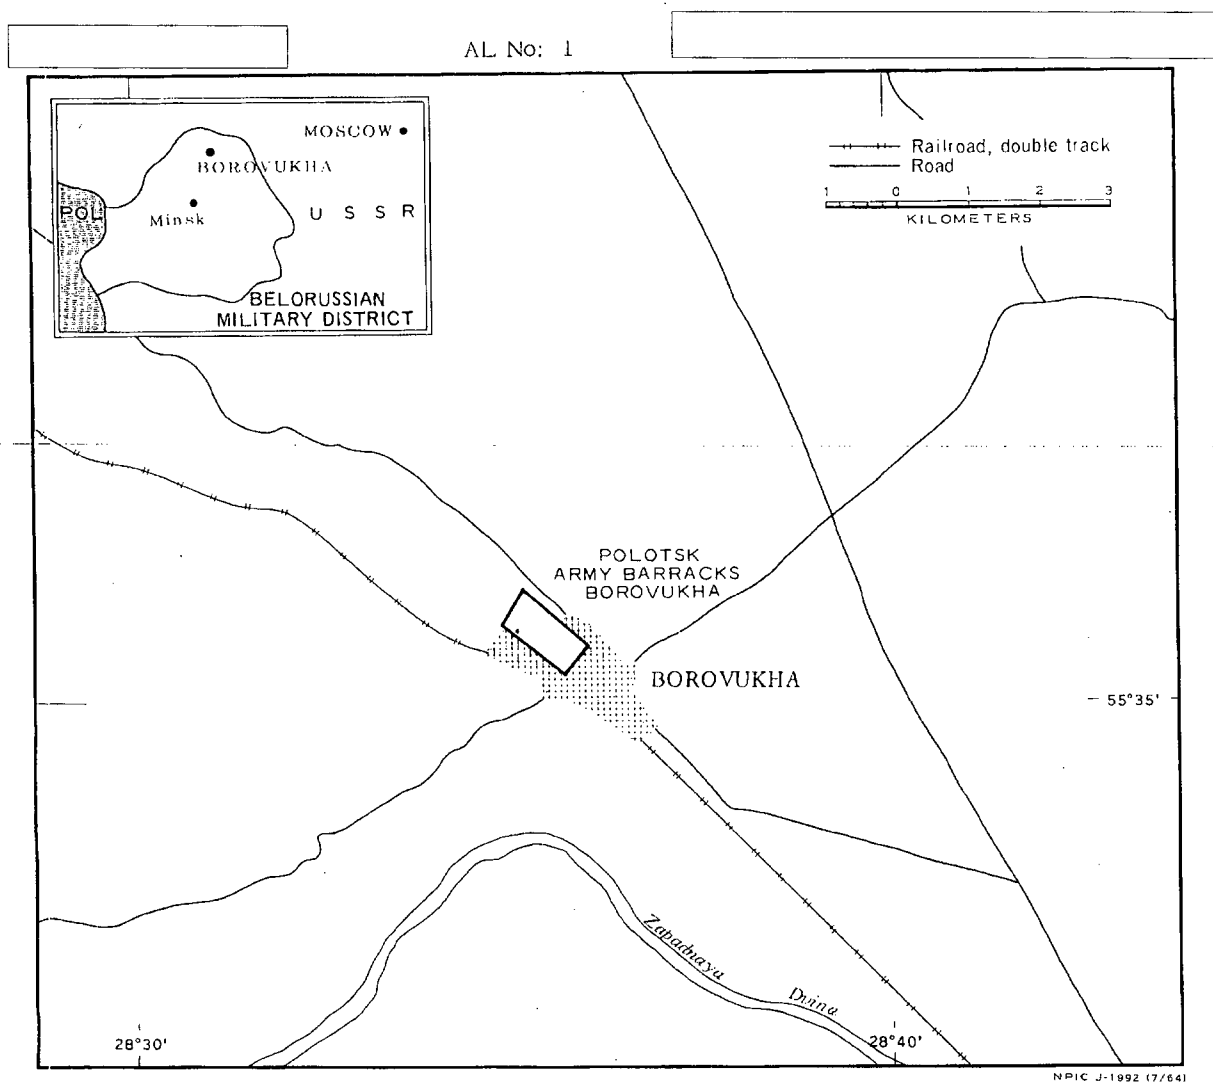 AL No: 1
MOSCOW
BOROVUKHA
POL
Minsk
U S S R
BELORUSSIAN
MILITARY DISTRICT
Railroad, double track
Road
1 0 1 2 3
KILOMETERS
POLOTSK
ARMY BARRACKS
BOROVUKHA
BOROVUKHA
55°35'
Zapadnaya
Dvina
28°30'
28°40'
NPIC J-1992 (7/64)